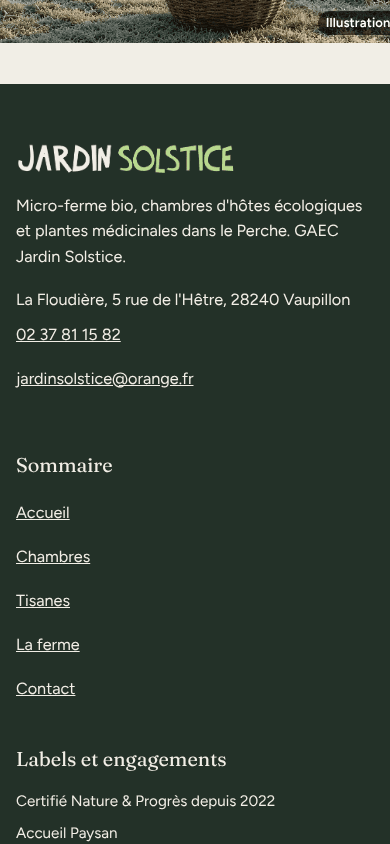 Illustration
JARDIN SOLSTICE
Micro-ferme bio, chambres d'hôtes écologiques
et plantes médicinales dans le Perche. GAEC
Jardin Solstice.
La Floudière, 5 rue de l'Hêtre, 28240 Vaupillon
02 37 81 15 82
jardinsolstice@orange.fr
Sommaire
Accueil
Chambres
Tisanes
La ferme
Contact
Labels et engagements
Certifié Nature & Progrès depuis 2022
Accueil Paysan